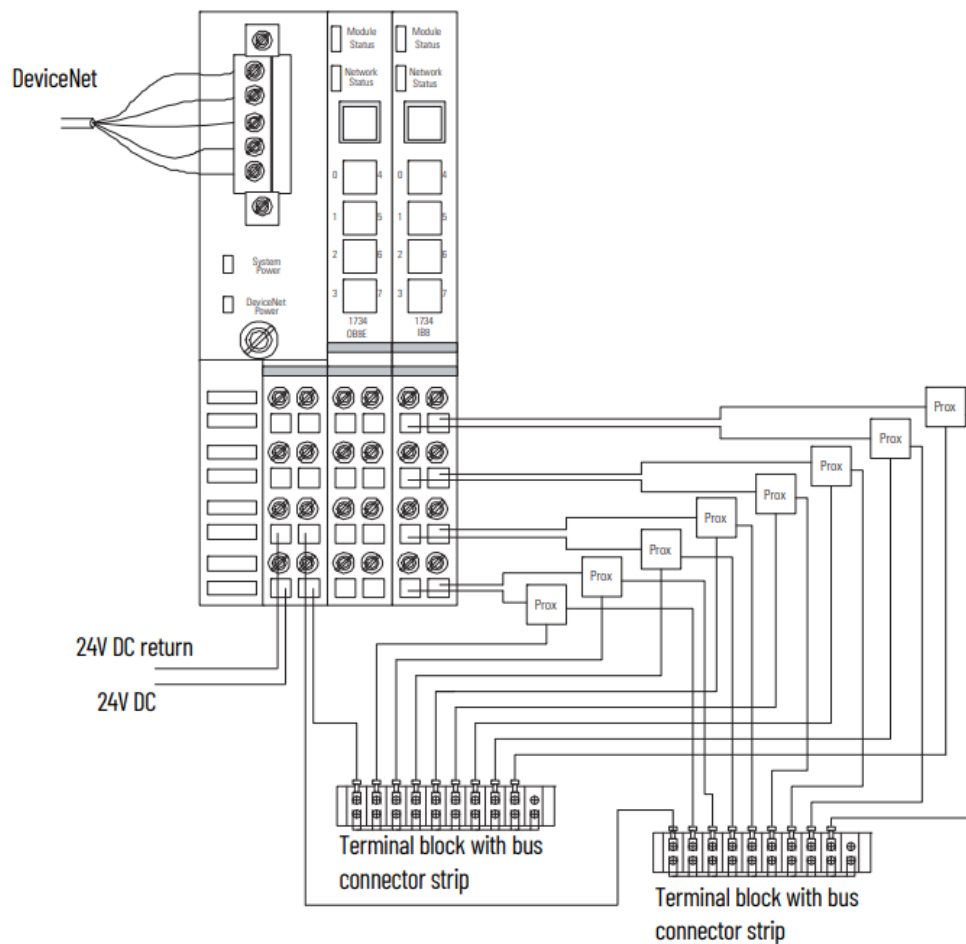 DeviceNet
Module
Status
Module
Status
Network
Status
Network
Status
0
4
0
4
1
5
1
5
2
6
2
6
3
7
3
7
System
Power
DeviceNet
Power
1734
OB8E
1734
IB8
Prox
Prox
Prox
Prox
Prox
Prox
Prox
Prox
24V DC return
24V DC
Terminal block with bus
connector strip
Terminal block with bus
connector strip